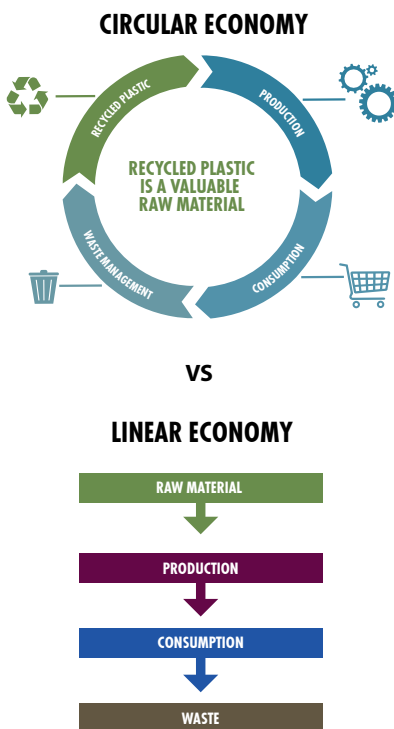 CIRCULAR ECONOMY
RECYCLED PLASTIC
PRODUCTION
RECYCLED PLASTIC
IS A VALUABLE
RAW MATERIAL
WASTE MANAGEMENT
CONSUMPTION
VS
LINEAR ECONOMY
RAW MATERIAL
PRODUCTION
CONSUMPTION
WASTE